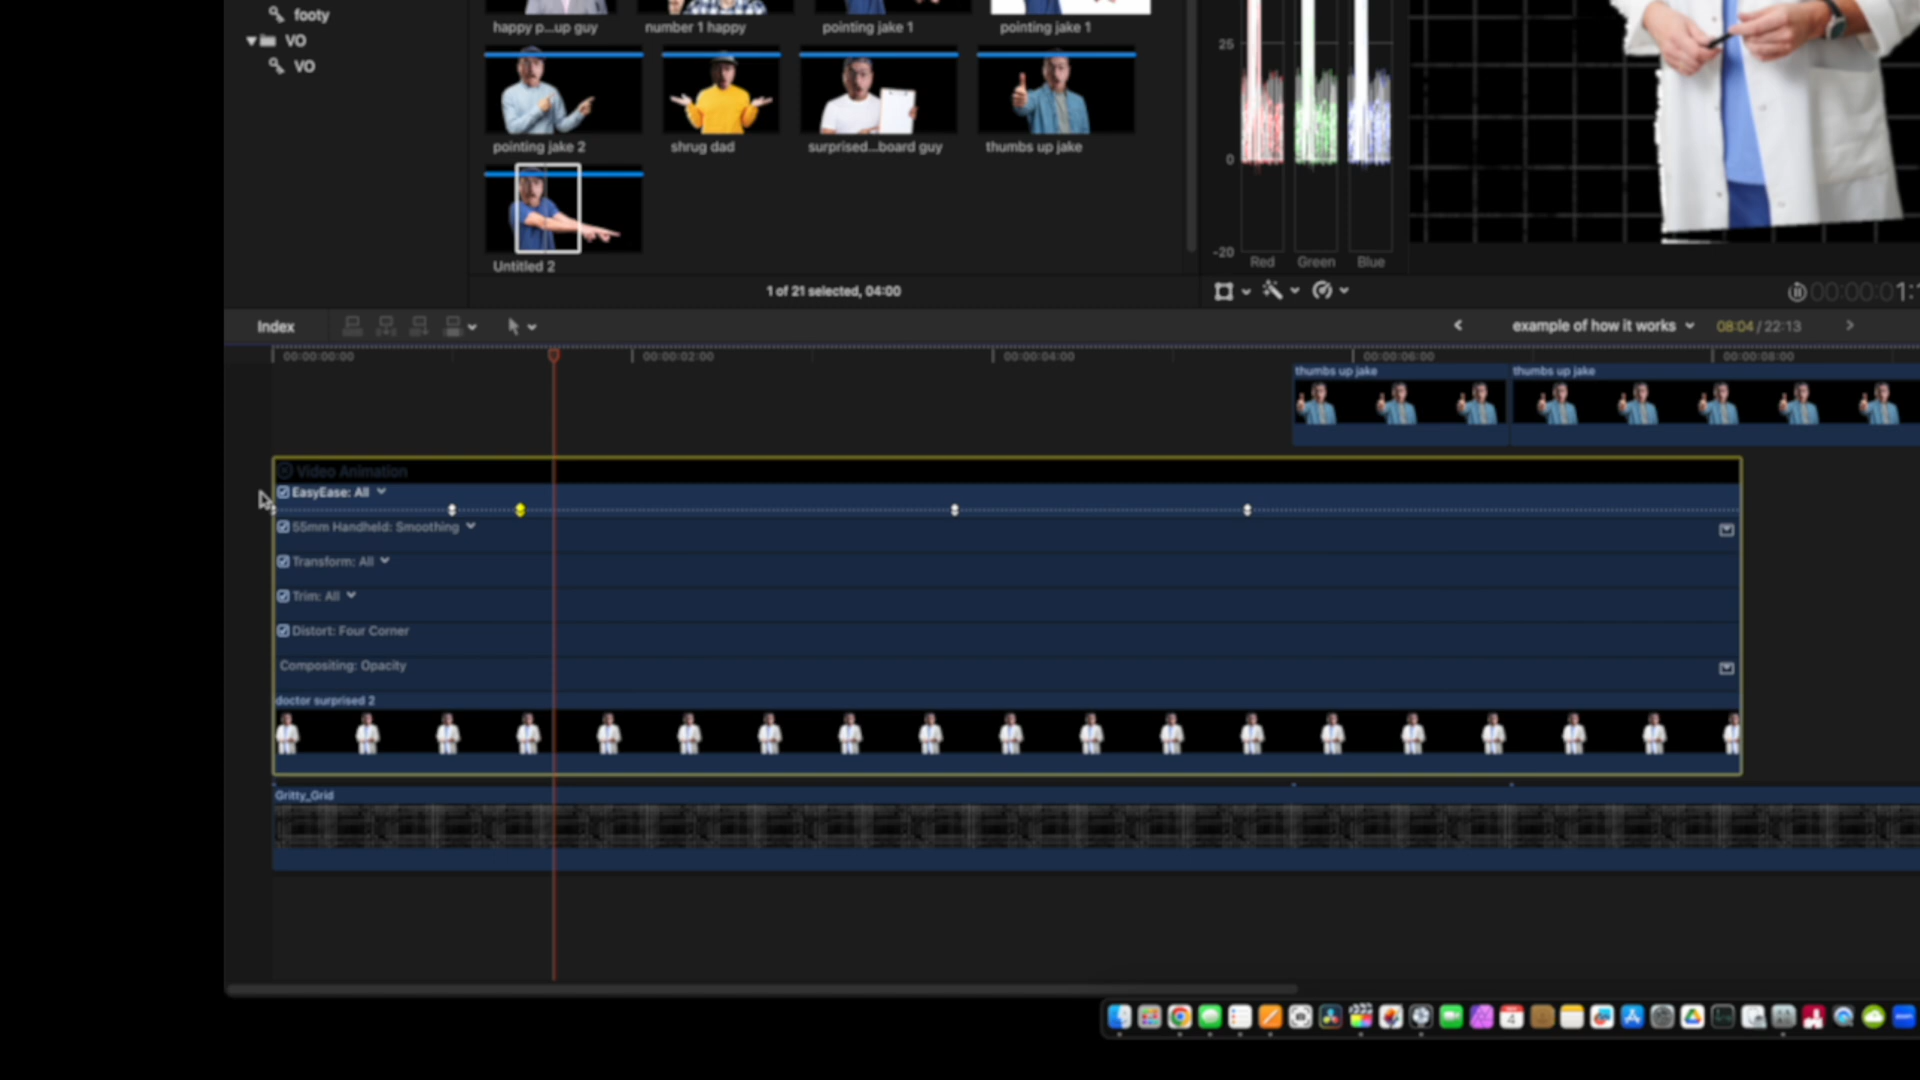 footy
VO
VO
happy p...up guy
number 1 happy
pointing jake 1
pointing jake 1
pointing jake 2
shrug dad
surprised...board guy
thumbs up jake
Untitled 2
1 of 21 selected, 04:00
25
0
-20
Red
Green
Blue
Index
example of how it works
08:04 / 22:13
00:00:00:00
00:00:02:00
00:00:04:00
00:00:06:00
00:00:08:00
thumbs up jake
thumbs up jake
Video Animation
EasyEase: All
55mm Handheld: Smoothing
Transform: All
Trim: All
Distort: Four Corner
Compositing: Opacity
doctor surprised 2
Gritty_Grid
4